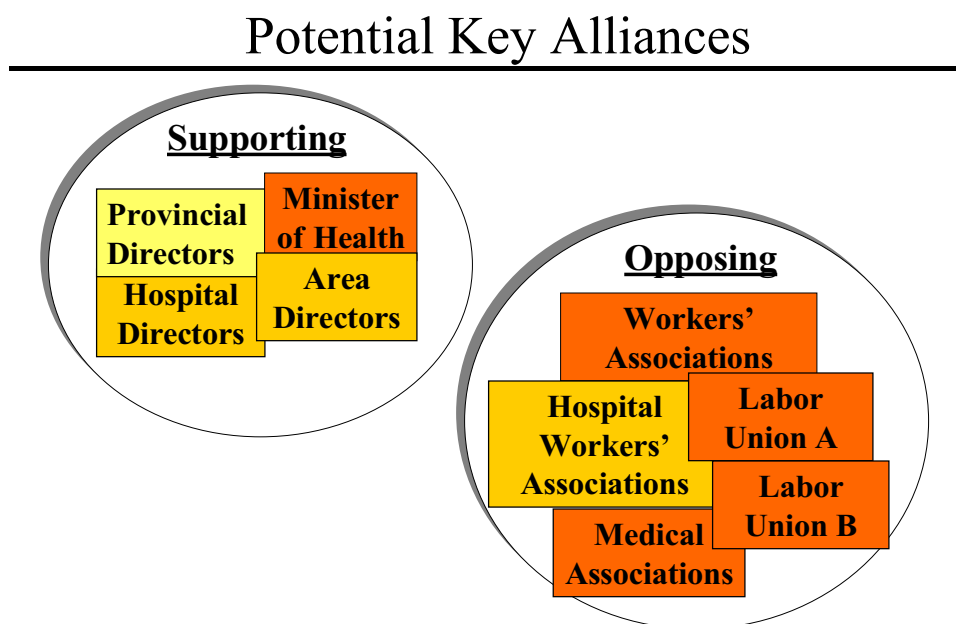 Potential Key Alliances
Supporting
Provincial
Directors
Minister
of Health
Hospital
Directors
Area
Directors
Opposing
Workers’
Associations
Hospital
Workers’
Associations
Labor
Union A
Labor
Union B
Medical
Associations